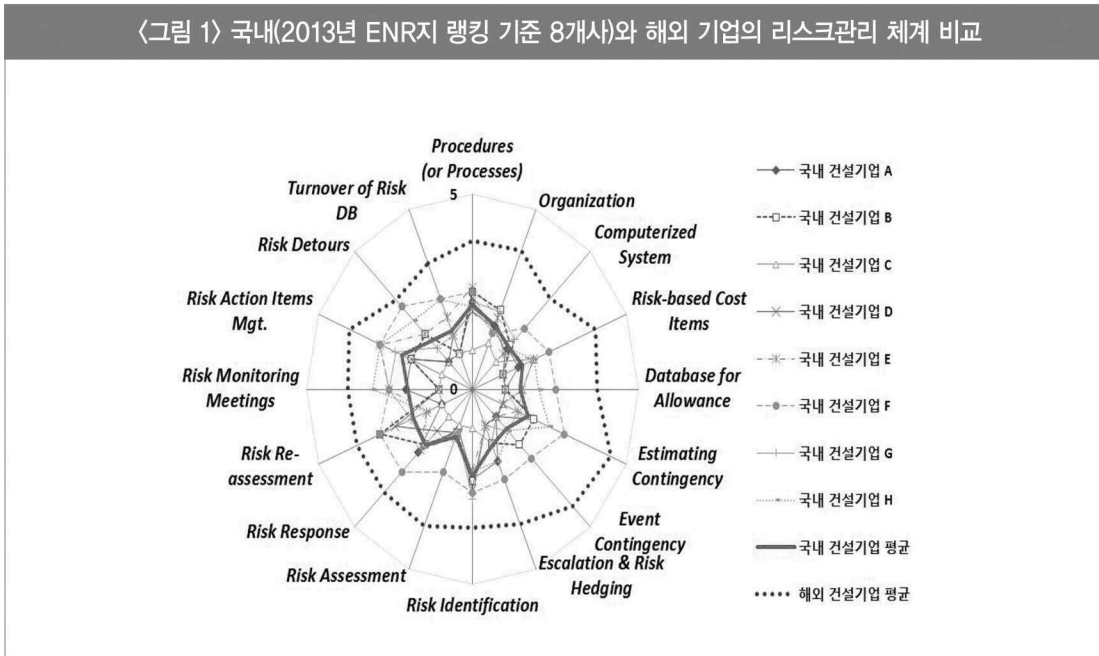 〈그림 1〉 국내(2013년 ENR지 랭킹 기준 8개사)와 해외 기업의 리스크관리 체계 비교
Procedures
(or Processes)
5
Organization
Computerized
System
Risk-based Cost
Items
Database for
Allowance
Estimating
Contingency
Event
Contingency
Escalation & Risk
Hedging
Risk Identification
Risk Assessment
Risk Response
Risk Re-
assessment
Risk Monitoring
Meetings
Risk Action Items
Mgt.
Risk Detours
Turnover of Risk
DB
0
국내 건설기업 A
국내 건설기업 B
국내 건설기업 C
국내 건설기업 D
국내 건설기업 E
국내 건설기업 F
국내 건설기업 G
국내 건설기업 H
국내 건설기업 평균
해외 건설기업 평균